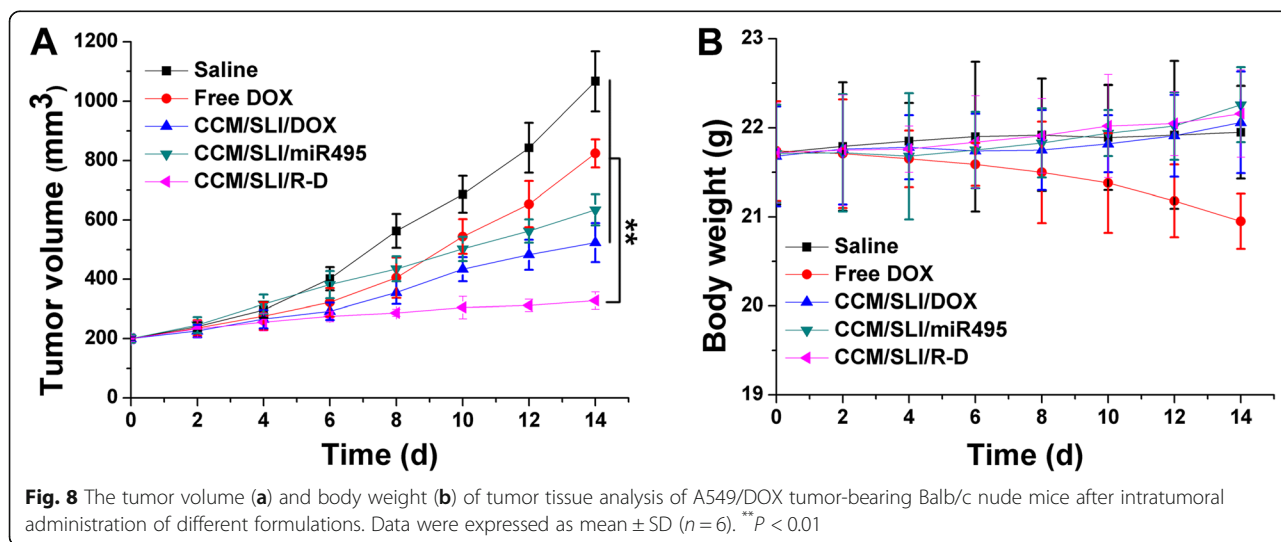 A
Tumor volume (mm³)
1200
1000
800
600
400
200
0
Saline
Free DOX
CCM/SLI/DOX
CCM/SLI/miR495
CCM/SLI/R-D
**
0 2 4 6 8 10 12 14
Time (d)
B
Body weight (g)
23
22
21
20
19
Saline
Free DOX
CCM/SLI/DOX
CCM/SLI/miR495
CCM/SLI/R-D
0 2 4 6 8 10 12 14
Time (d)
Fig. 8 The tumor volume (a) and body weight (b) of tumor tissue analysis of A549/DOX tumor-bearing Balb/c nude mice after intratumoral
administration of different formulations. Data were expressed as mean ± SD (n = 6). **P < 0.01